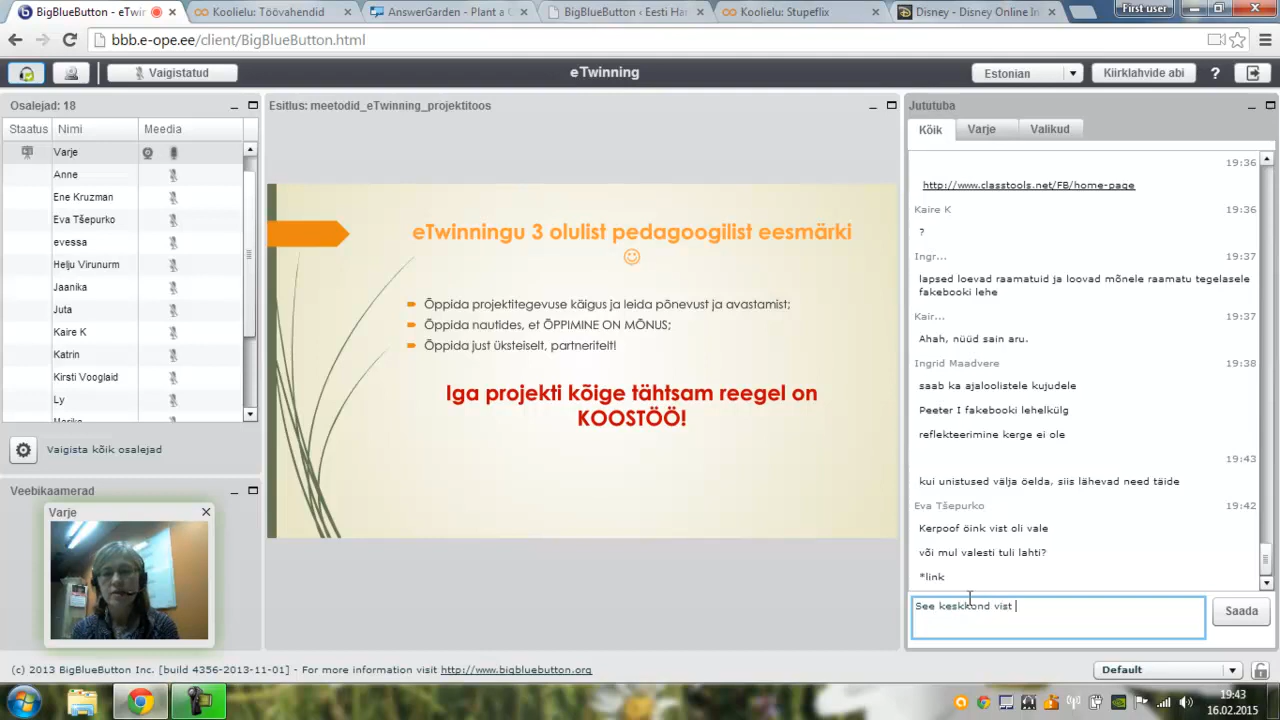 BigBlueButton - eTwin
Koolielu: Töövahendid
AnswerGarden - Plant a
BigBlueButton ‹ Eesti Har
Koolielu: Stupeflix
Disney - Disney Online In
First user
bbb.e-ope.ee/client/BigBlueButton.html
Vaigistatud
eTwinning
Estonian
Kiirklahvide abi
?
Osalejad: 18
Staatus
Nimi
Meedia
Varje
Anne
Ene Kruzman
Eva Tšepurko
evessa
Helju Virunurm
Jaanika
Juta
Kaire K
Katrin
Kirsti Vooglaid
Ly
Vaigista kõik osalejad
Veebikaamerad
Varje
Esitlus: meetodid_eTwinning_projektitoos
eTwinningu 3 olulist pedagoogilist eesmärki
☺
Õppida projektitegevuse käigus ja leida põnevust ja avastamist;
Õppida nautides, et ÕPPIMINE ON MÕNUS;
Õppida just üksteiselt, partneritelt!
Iga projekti kõige tähtsam reegel on
KOOSTÖÖ!
Jututuba
Kõik
Varje
Valikud
19:36
http://www.classtools.net/FB/home-page
Kaire K 19:36
?
Ingr... 19:37
lapsed loevad raamatuid ja loovad mõnele raamatu tegelasele
fakebooki lehe
Kair... 19:37
Ahah, nüüd sain aru.
Ingrid Maadvere 19:38
saab ka ajaloolistele kujudele
Peeter I fakebooki lehelkülg
reflekteerimine kerge ei ole
19:43
kui unistused välja öelda, siis lähevad need täide
Eva Tšepurko 19:42
Kerpoof öink vist oli vale
või mul valesti tuli lahti?
*link
See keskkond vist
Saada
(c) 2013 BigBlueButton Inc. [build 4356-2013-11-01] - For more information visit http://www.bigbluebutton.org
Default
19:43
16.02.2015